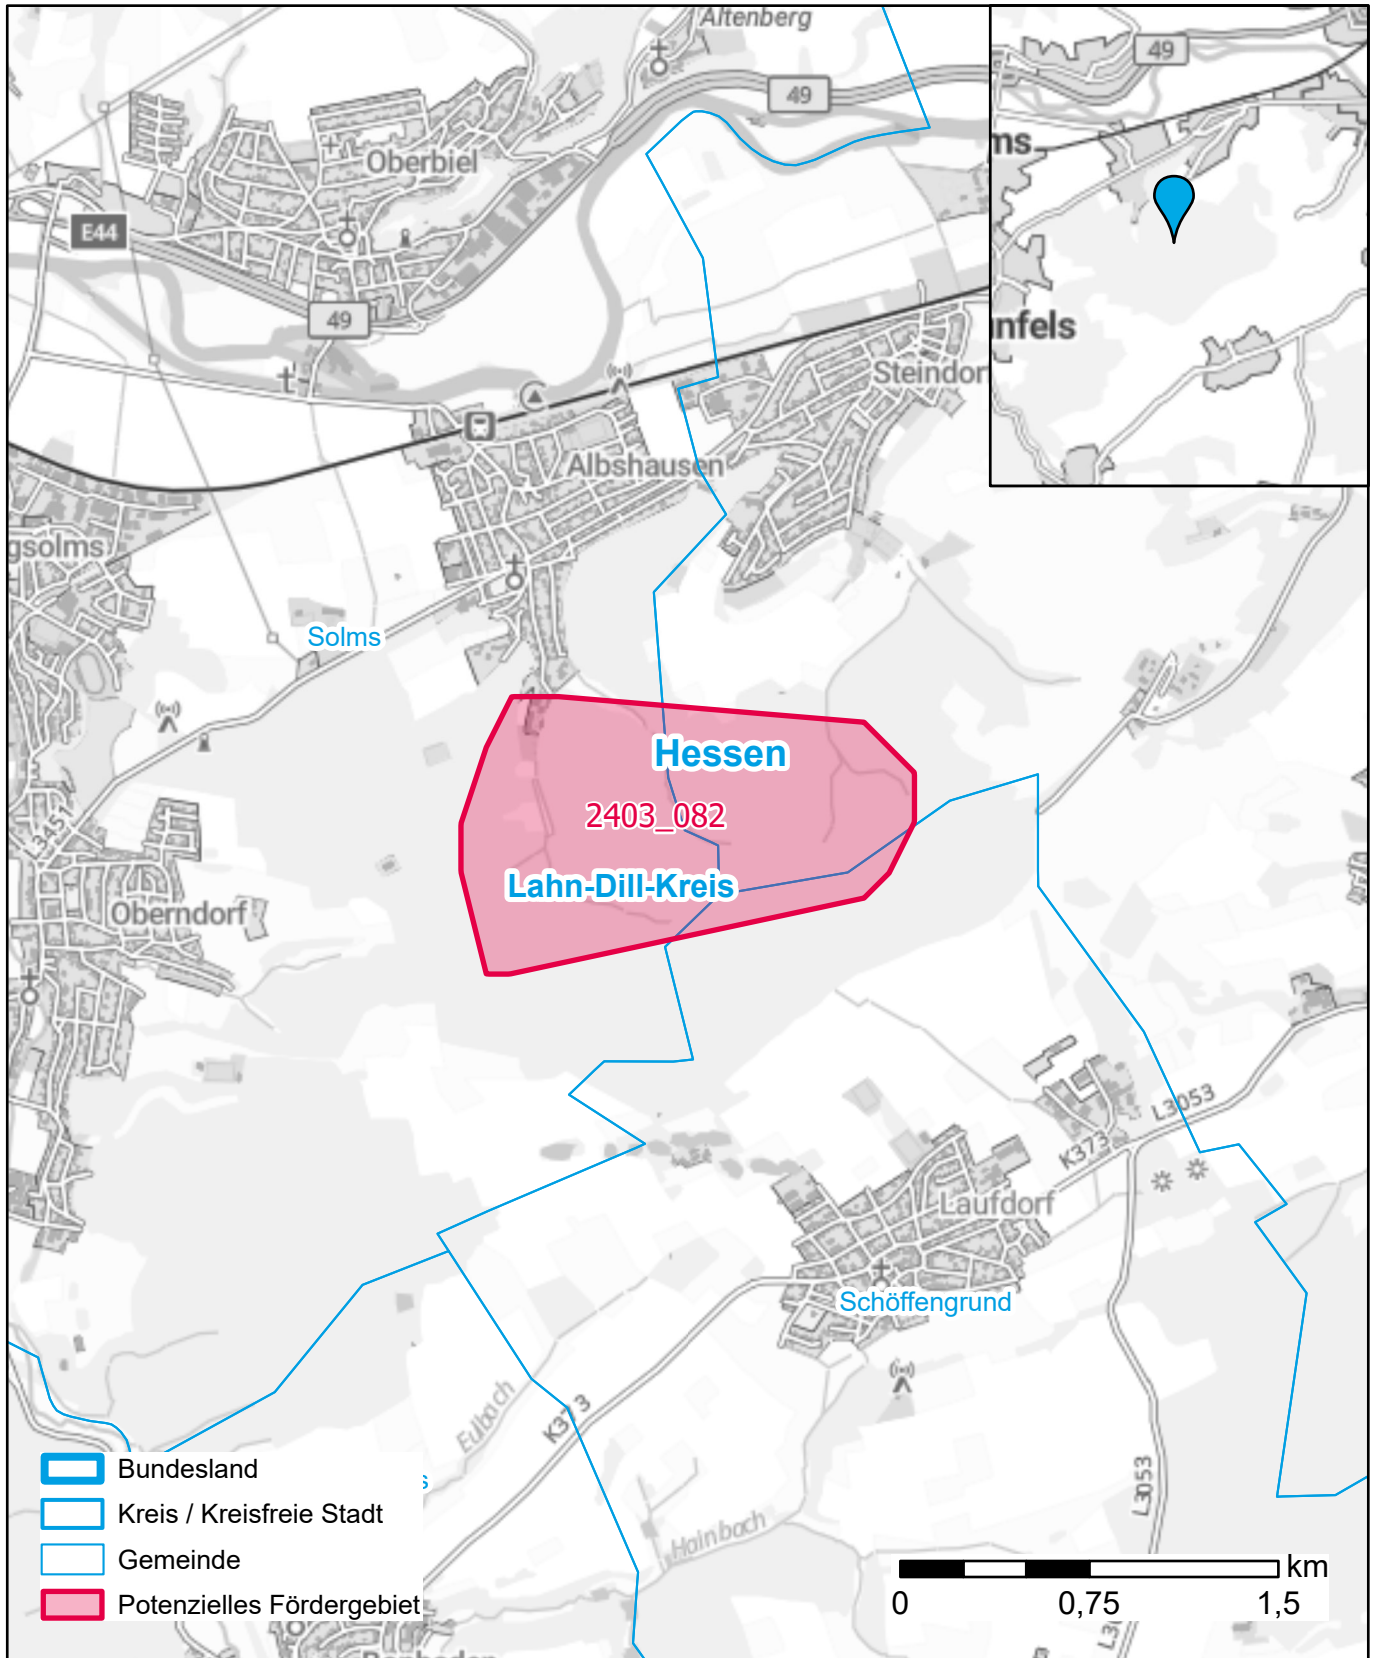 Altenberg
49
49
Oberbiel
E44
49
ms
nfels
Steindor
Albshausen
gsolms
Solms
Hessen
2403_082
L3451
Lahn-Dill-Kreis
Oberndorf
L3053
K373
Laufdorf
Schöffengrund
Eulbach
K373
L3053
Hainbach
s
Bundesland
Kreis / Kreisfreie Stadt
Gemeinde
Potenzielles Fördergebiet
km
0 0,75 1,5